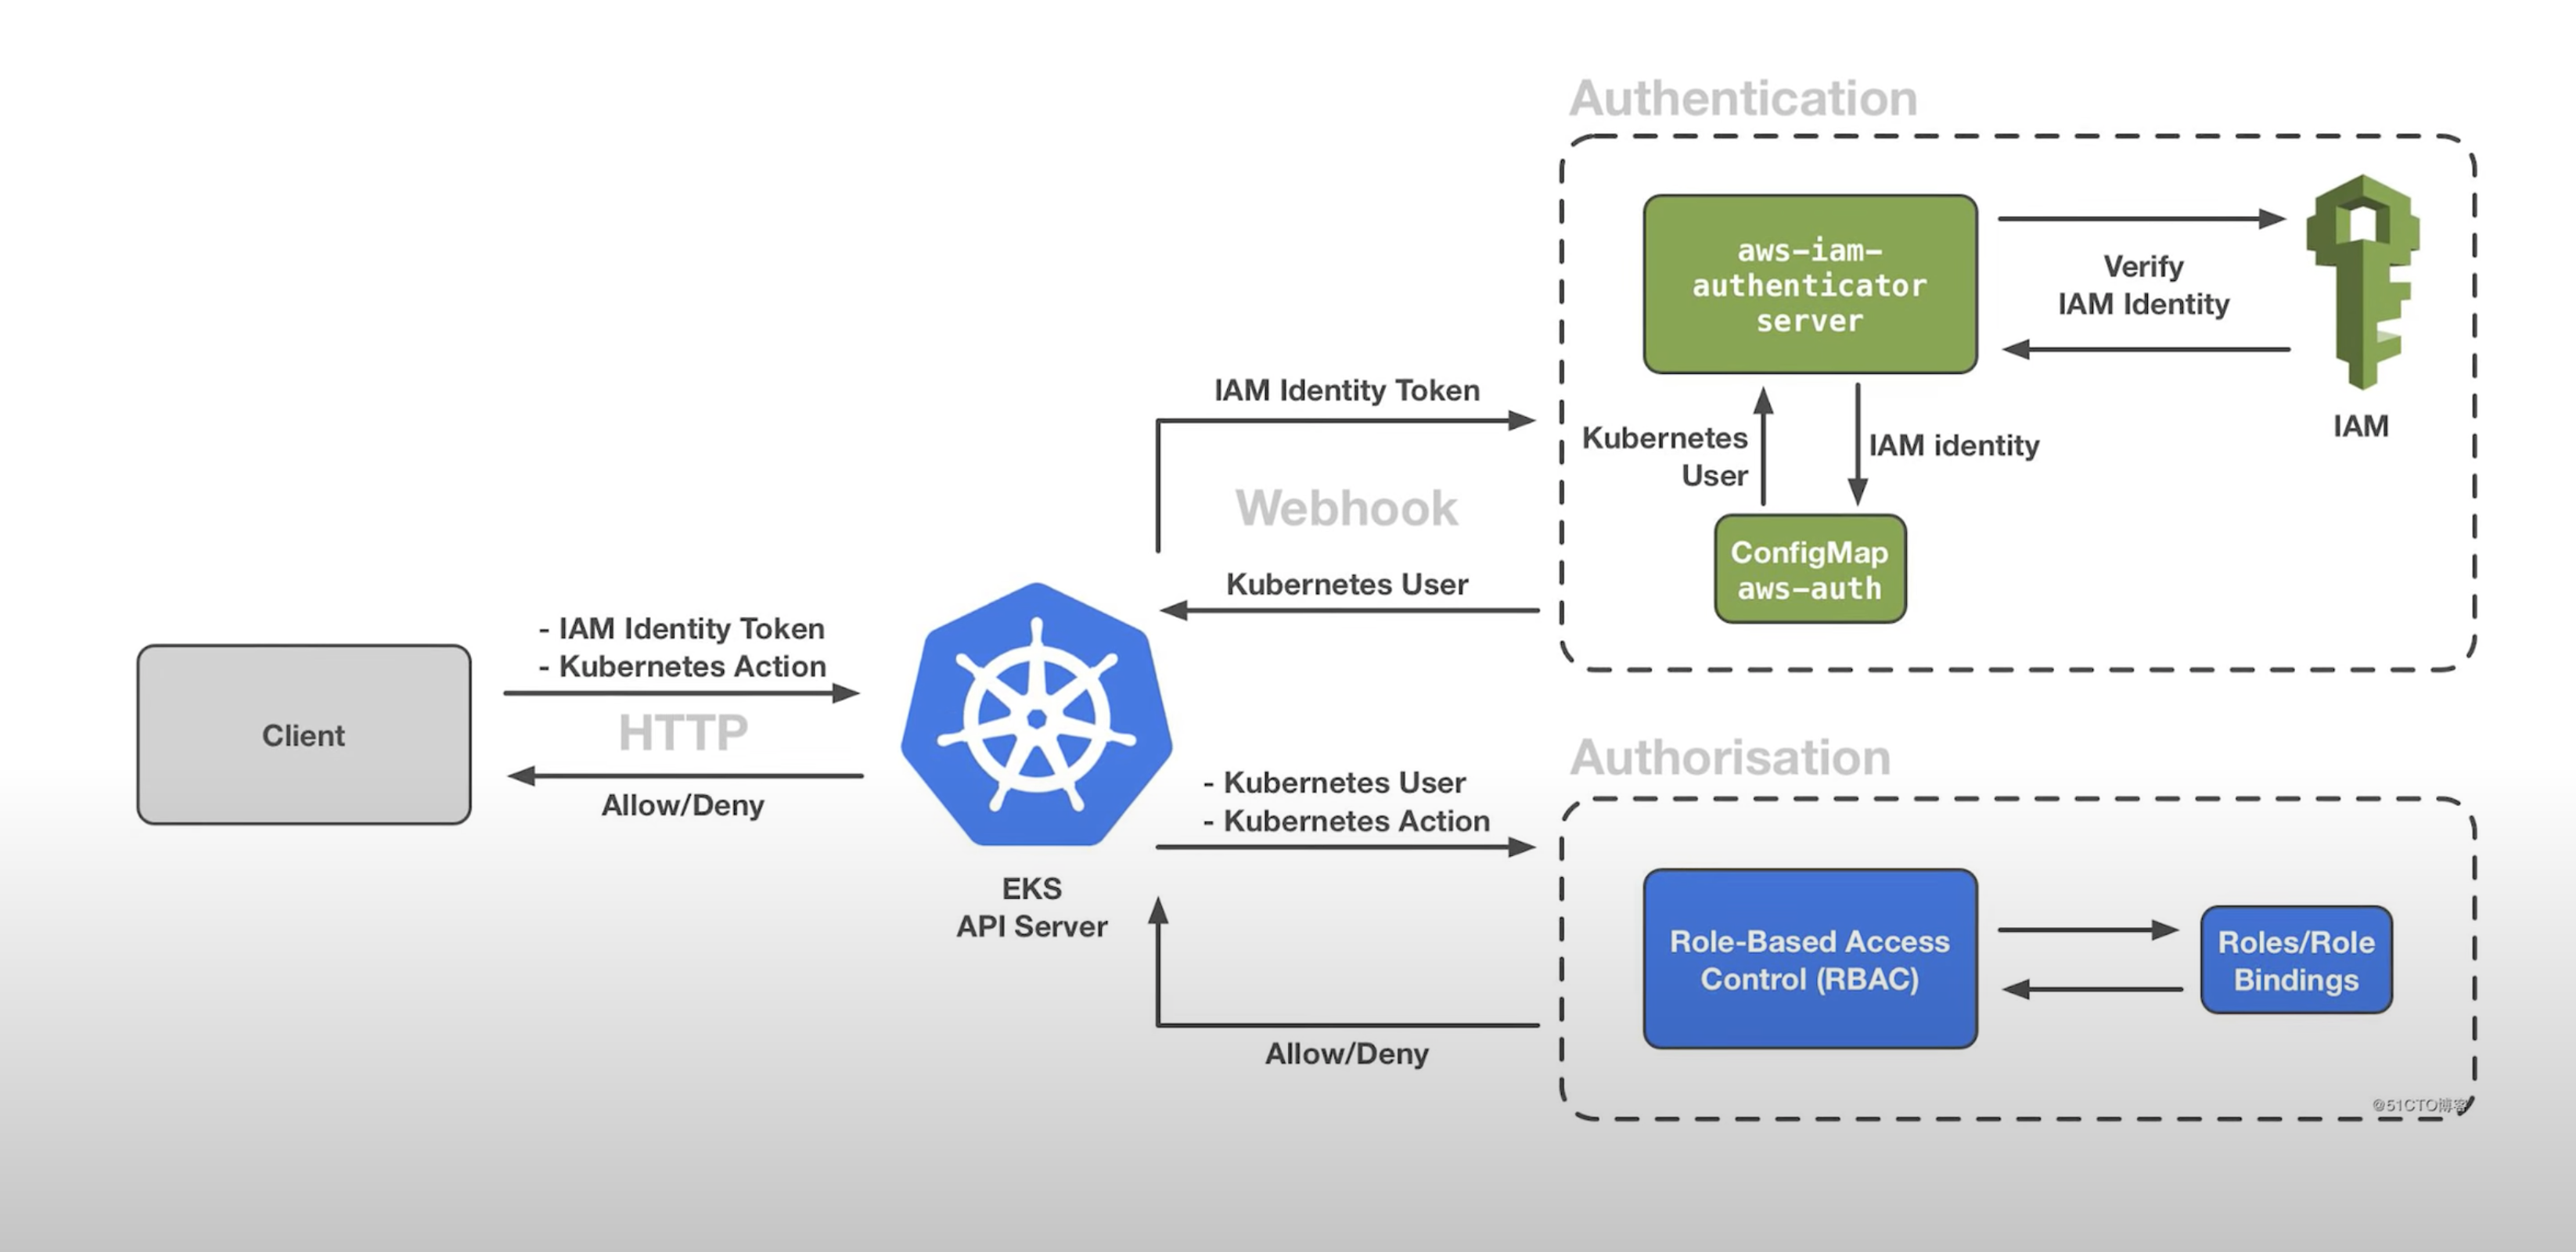 Authentication
aws-iam-
authenticator
server
Verify
IAM Identity
IAM
IAM Identity Token
Kubernetes
User
IAM identity
Webhook
ConfigMap
aws-auth
Kubernetes User
- IAM Identity Token
- Kubernetes Action
HTTP
Client
Allow/Deny
EKS
API Server
Authorisation
- Kubernetes User
- Kubernetes Action
Role-Based Access
Control (RBAC)
Roles/Role
Bindings
Allow/Deny
@51CTO博客